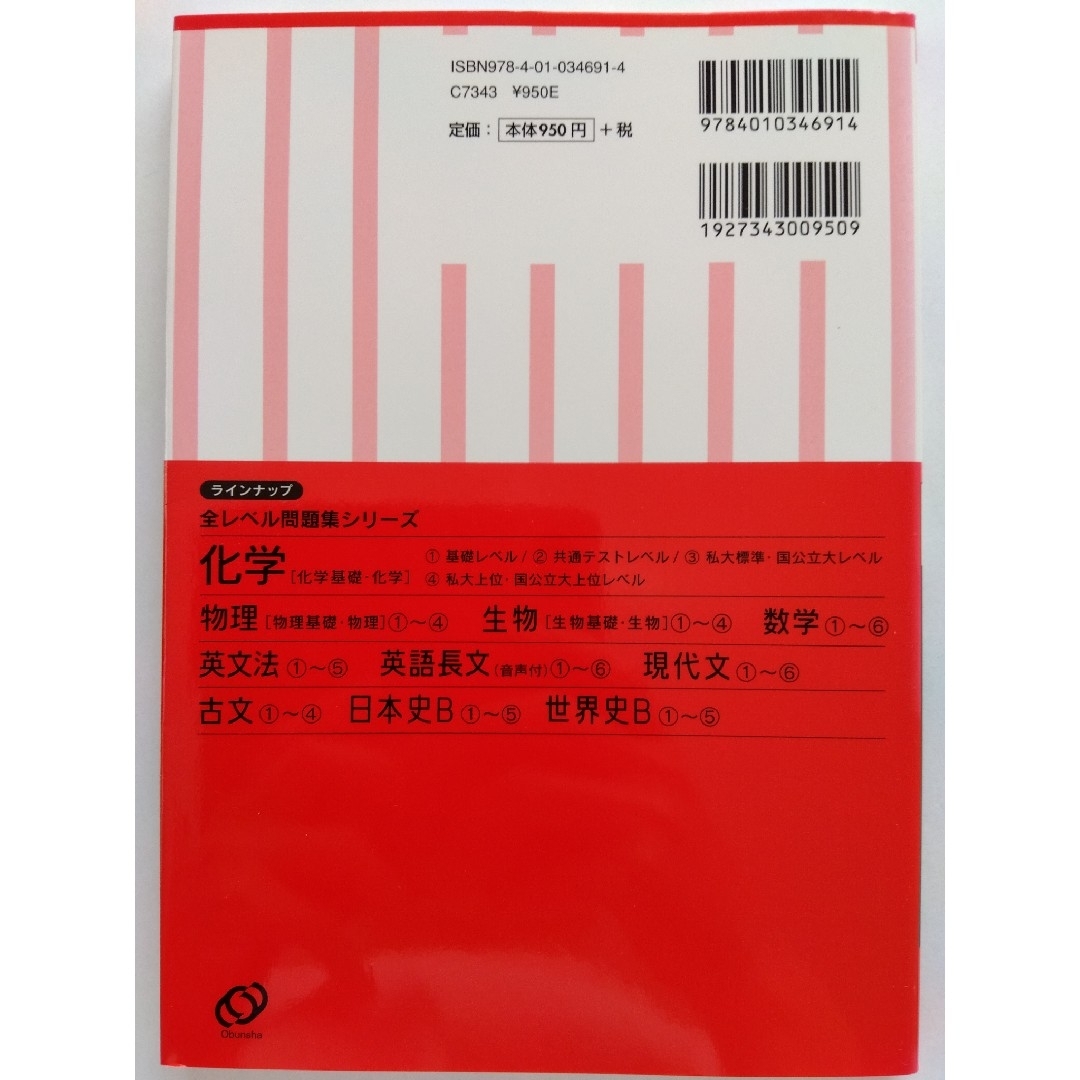 ISBN978-4-01-034691-4
C7343 ¥950E
定価：本体950円＋税
9784010346914
1927343009509
ラインナップ
全レベル問題集シリーズ
化学[化学基礎・化学] ① 基礎レベル / ② 共通テストレベル / ③ 私大標準・国公立大レベル
④ 私大上位・国公立大上位レベル
物理[物理基礎・物理]①〜④ 生物[生物基礎・生物]①〜④ 数学①〜⑥
英文法①〜⑤ 英語長文(音声付)①〜⑥ 現代文①〜⑥
古文①〜④ 日本史B①〜⑤ 世界史B①〜⑤
Obunsha